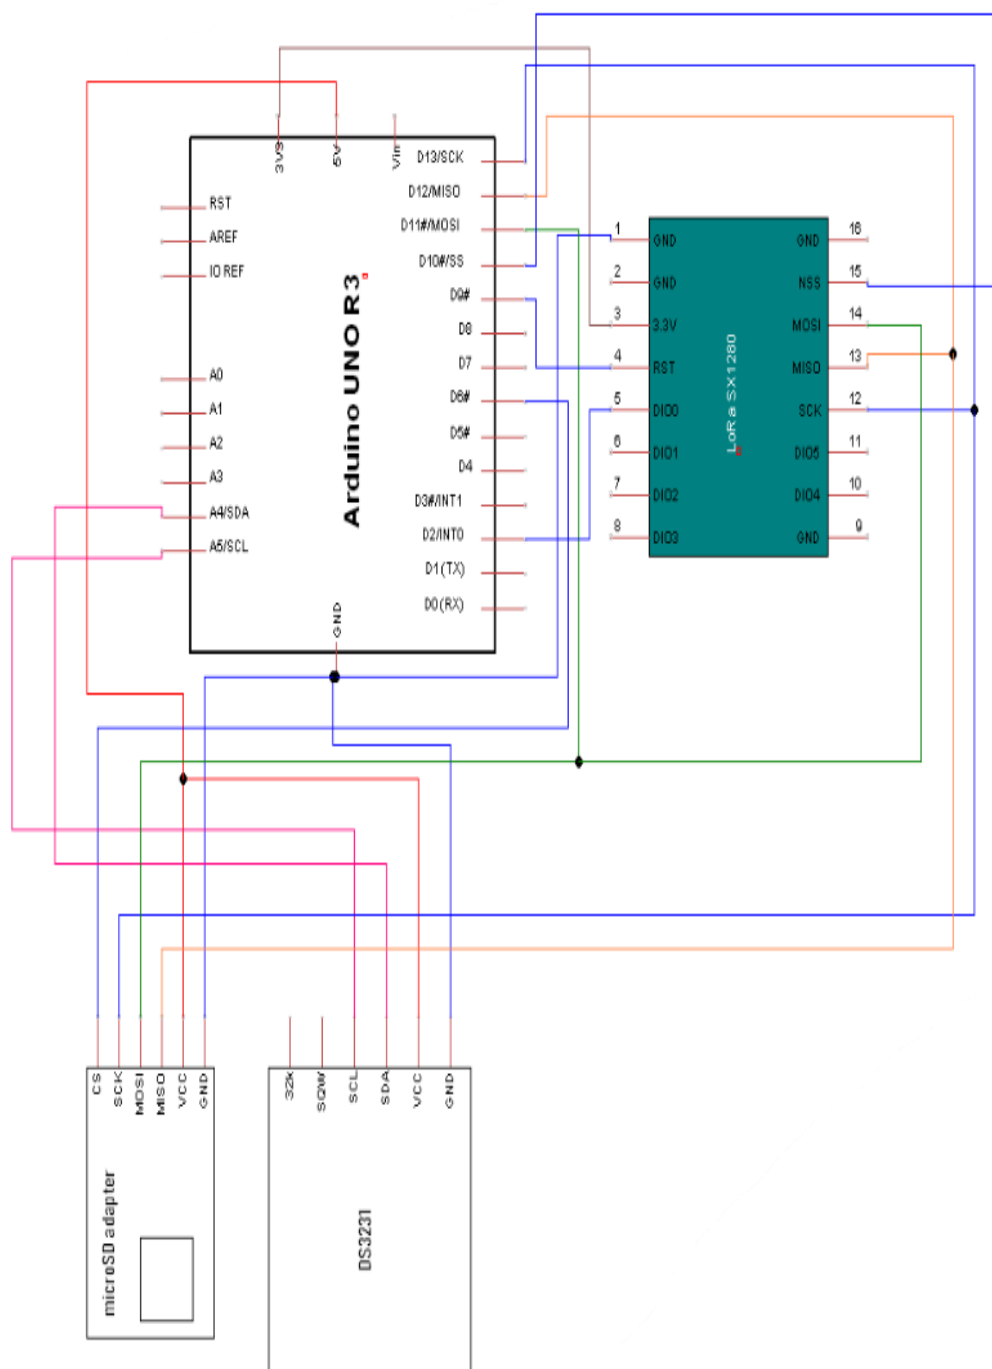 3V3
5V
Vin
RST
AREF
IO REF
A0
A1
A2
A3
A4/SDA
A5/SCL
Arduino UNO R3
GND
D13/SCK
D12/MISO
D11#/MOSI
D10#/SS
D9#
D8
D7
D6#
D5#
D4
D3#/INT1
D2/INT0
D1(TX)
D0(RX)
1 GND
2 GND
3 3.3V
4 RST
5 DIO0
6 DIO1
7 DIO2
8 DIO3
LoRa SX1280
GND 16
NSS 15
MOSI 14
MISO 13
SCK 12
DIO5 11
DIO4 10
GND 9
CS
SCK
MOSI
MISO
VCC
GND
microSD adapter
32k
SQW
SCL
SDA
VCC
GND
DS3231